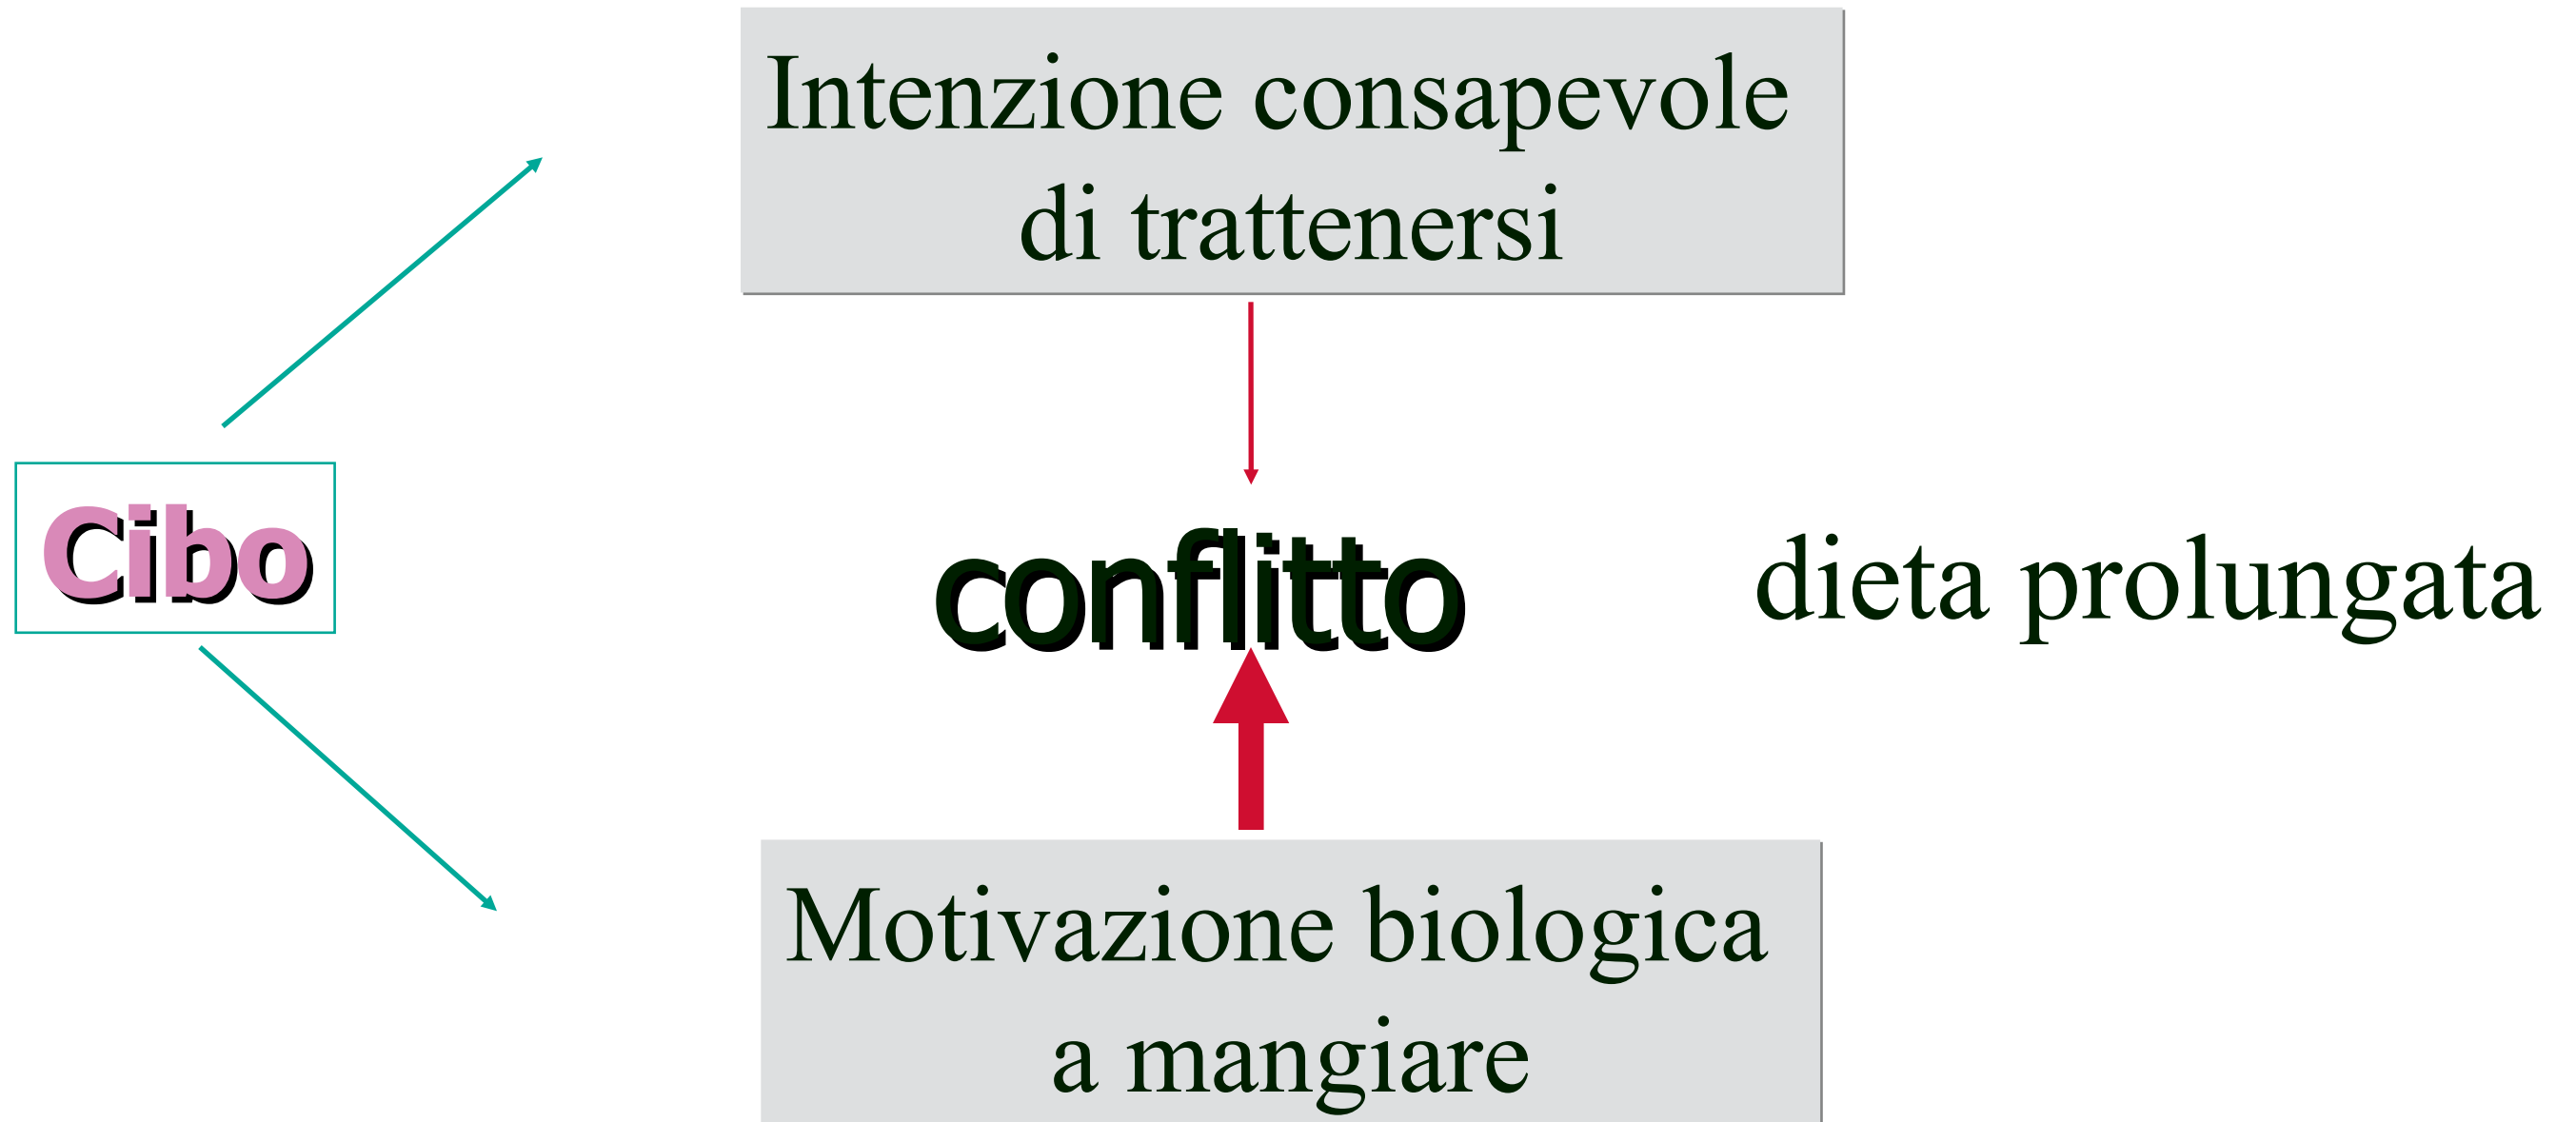 Intenzione consapevole
di trattenersi
Cibo
conflitto
dieta prolungata
Motivazione biologica
a mangiare